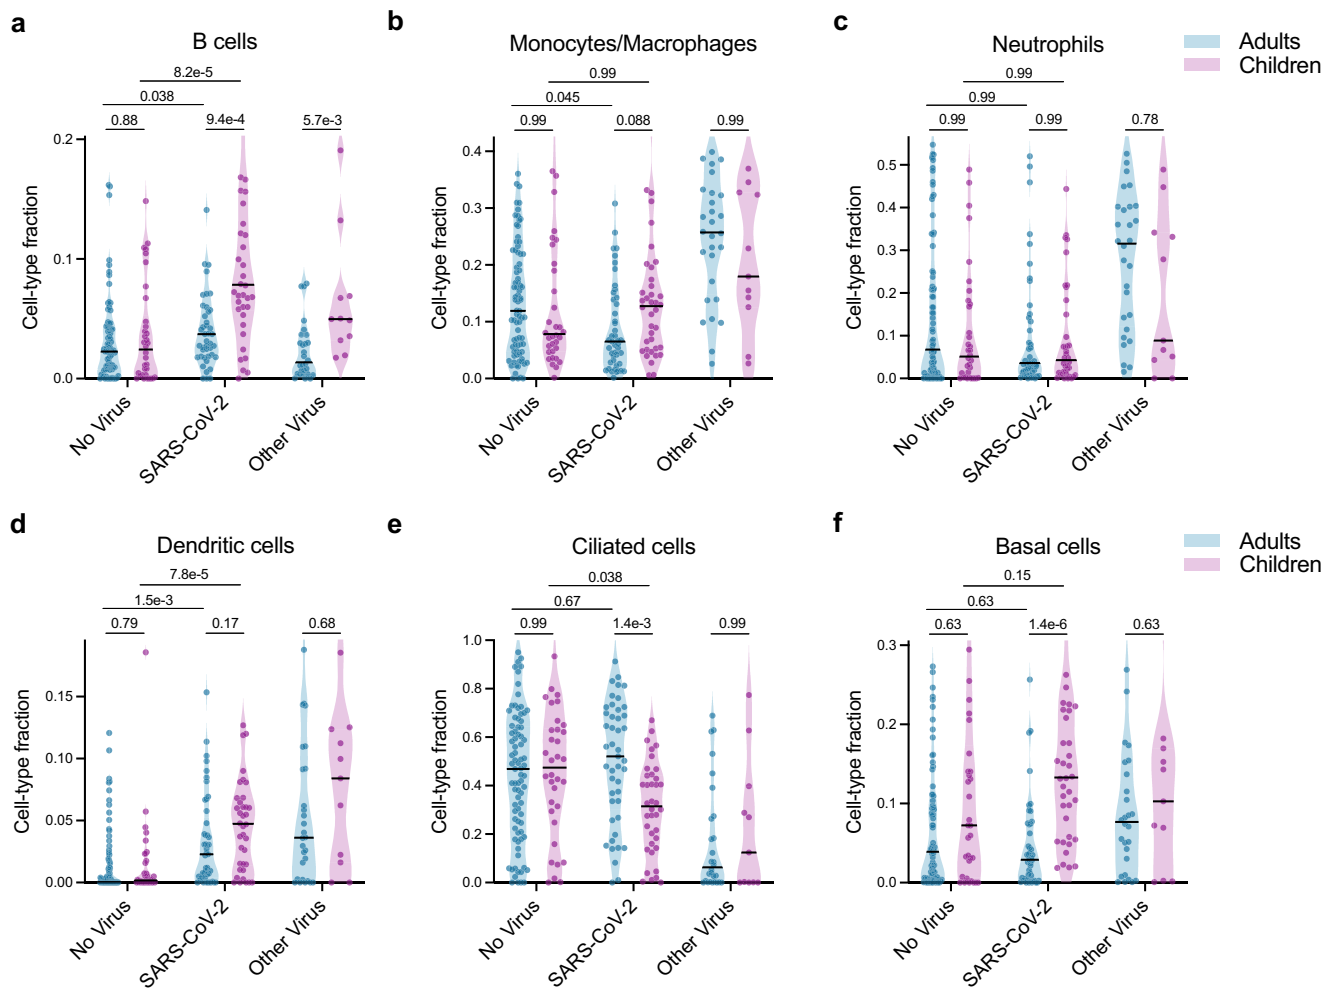 a
B cells
8.2e-5
0.038
0.88
9.4e-4
5.7e-3
0.2
0.1
0.0
Cell-type fraction
No Virus
SARS-CoV-2
Other Virus
b
Monocytes/Macrophages
0.99
0.045
0.99
0.088
0.99
0.4
0.3
0.2
0.1
0.0
Cell-type fraction
No Virus
SARS-CoV-2
Other Virus
c
Neutrophils
0.99
0.99
0.99
0.99
0.78
0.5
0.4
0.3
0.2
0.1
0.0
Cell-type fraction
No Virus
SARS-CoV-2
Other Virus
Adults
Children
d
Dendritic cells
7.8e-5
1.5e-3
0.79
0.17
0.68
0.15
0.10
0.05
0.00
Cell-type fraction
No Virus
SARS-CoV-2
Other Virus
e
Ciliated cells
0.038
0.67
0.99
1.4e-3
0.99
1.0
0.8
0.6
0.4
0.2
0.0
Cell-type fraction
No Virus
SARS-CoV-2
Other Virus
f
Basal cells
0.15
0.63
0.63
1.4e-6
0.63
0.3
0.2
0.1
0.0
Cell-type fraction
No Virus
SARS-CoV-2
Other Virus
Adults
Children